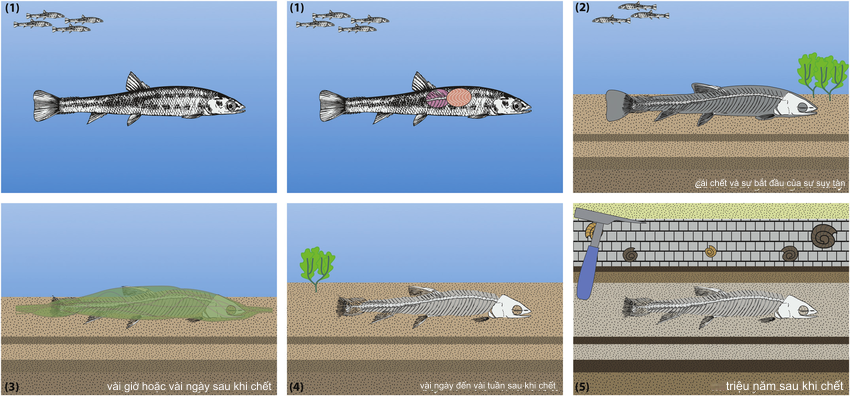 (1)
(1)
(2)
cái chết và sự bắt đầu của sự suy tàn
(3)
vài giờ hoặc vài ngày sau khi chết
(4)
vài ngày đến vài tuần sau khi chết
(5)
triệu năm sau khi chết